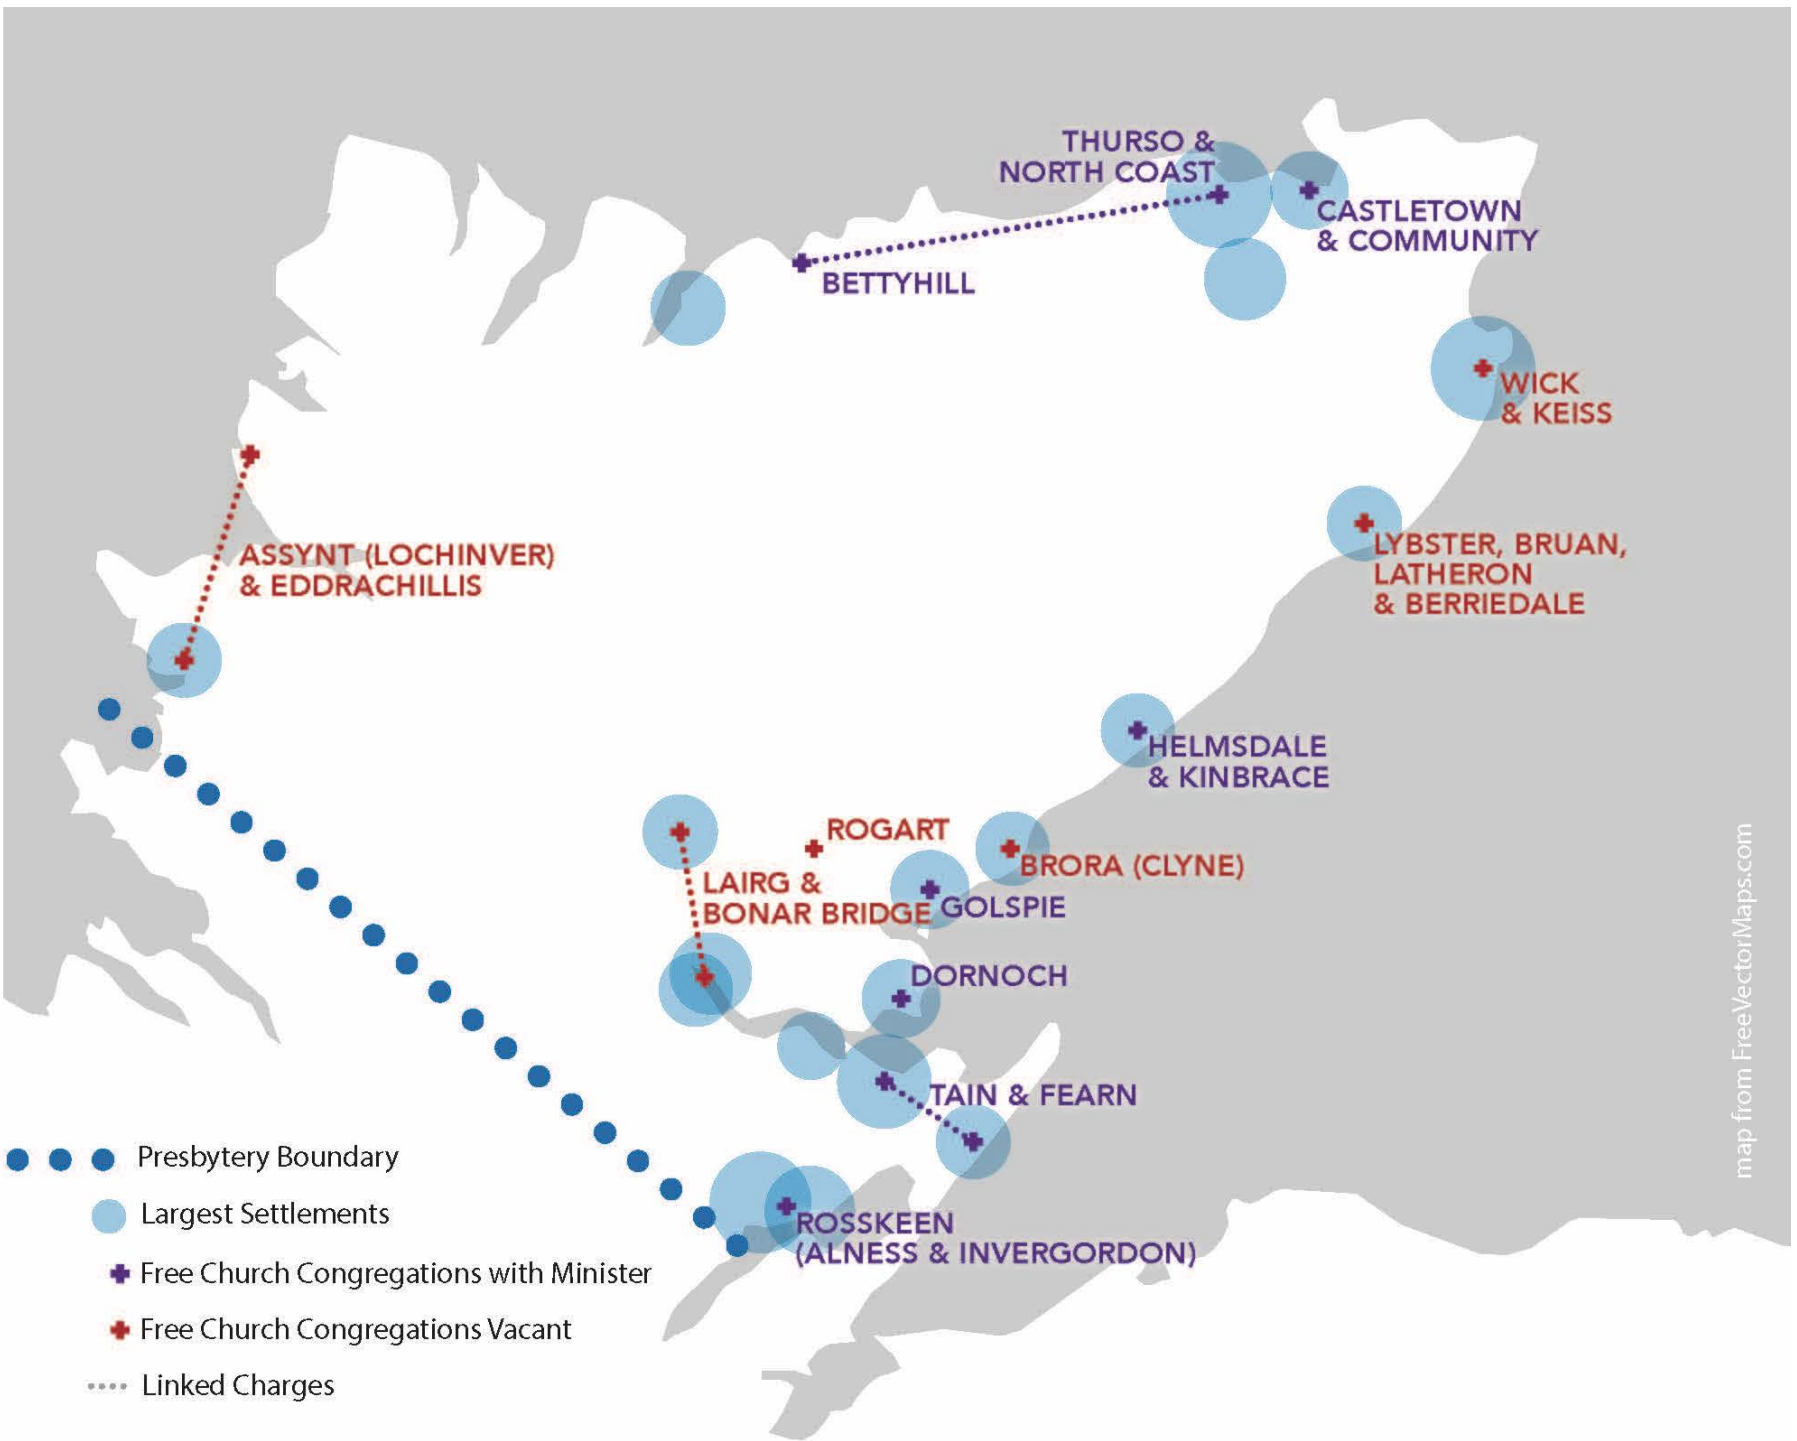 THURSO &
NORTH COAST
CASTLETOWN
& COMMUNITY
BETTYHILL
WICK
& KEISS
ASSYNT (LOCHINVER)
& EDDRACHILLIS
LYBSTER, BRUAN,
LATHERON
& BERRIEDALE
HELMSDALE
& KINBRACE
ROGART
BRORA (CLYNE)
LAIRG &
BONAR BRIDGE
GOLSPIE
DORNOCH
TAIN & FEARN
ROSSKEEN
(ALNESS & INVERGORDON)
Presbytery Boundary
Largest Settlements
Free Church Congregations with Minister
Free Church Congregations Vacant
Linked Charges
map from FreeVectorMaps.com